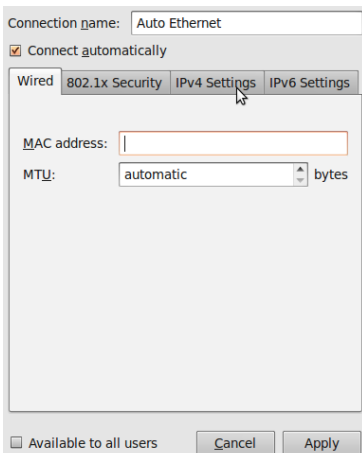 Connection name: Auto Ethernet
Connect automatically
Wired 802.1x Security IPv4 Settings IPv6 Settings
MAC address:
MTU: automatic bytes
Available to all users Cancel Apply